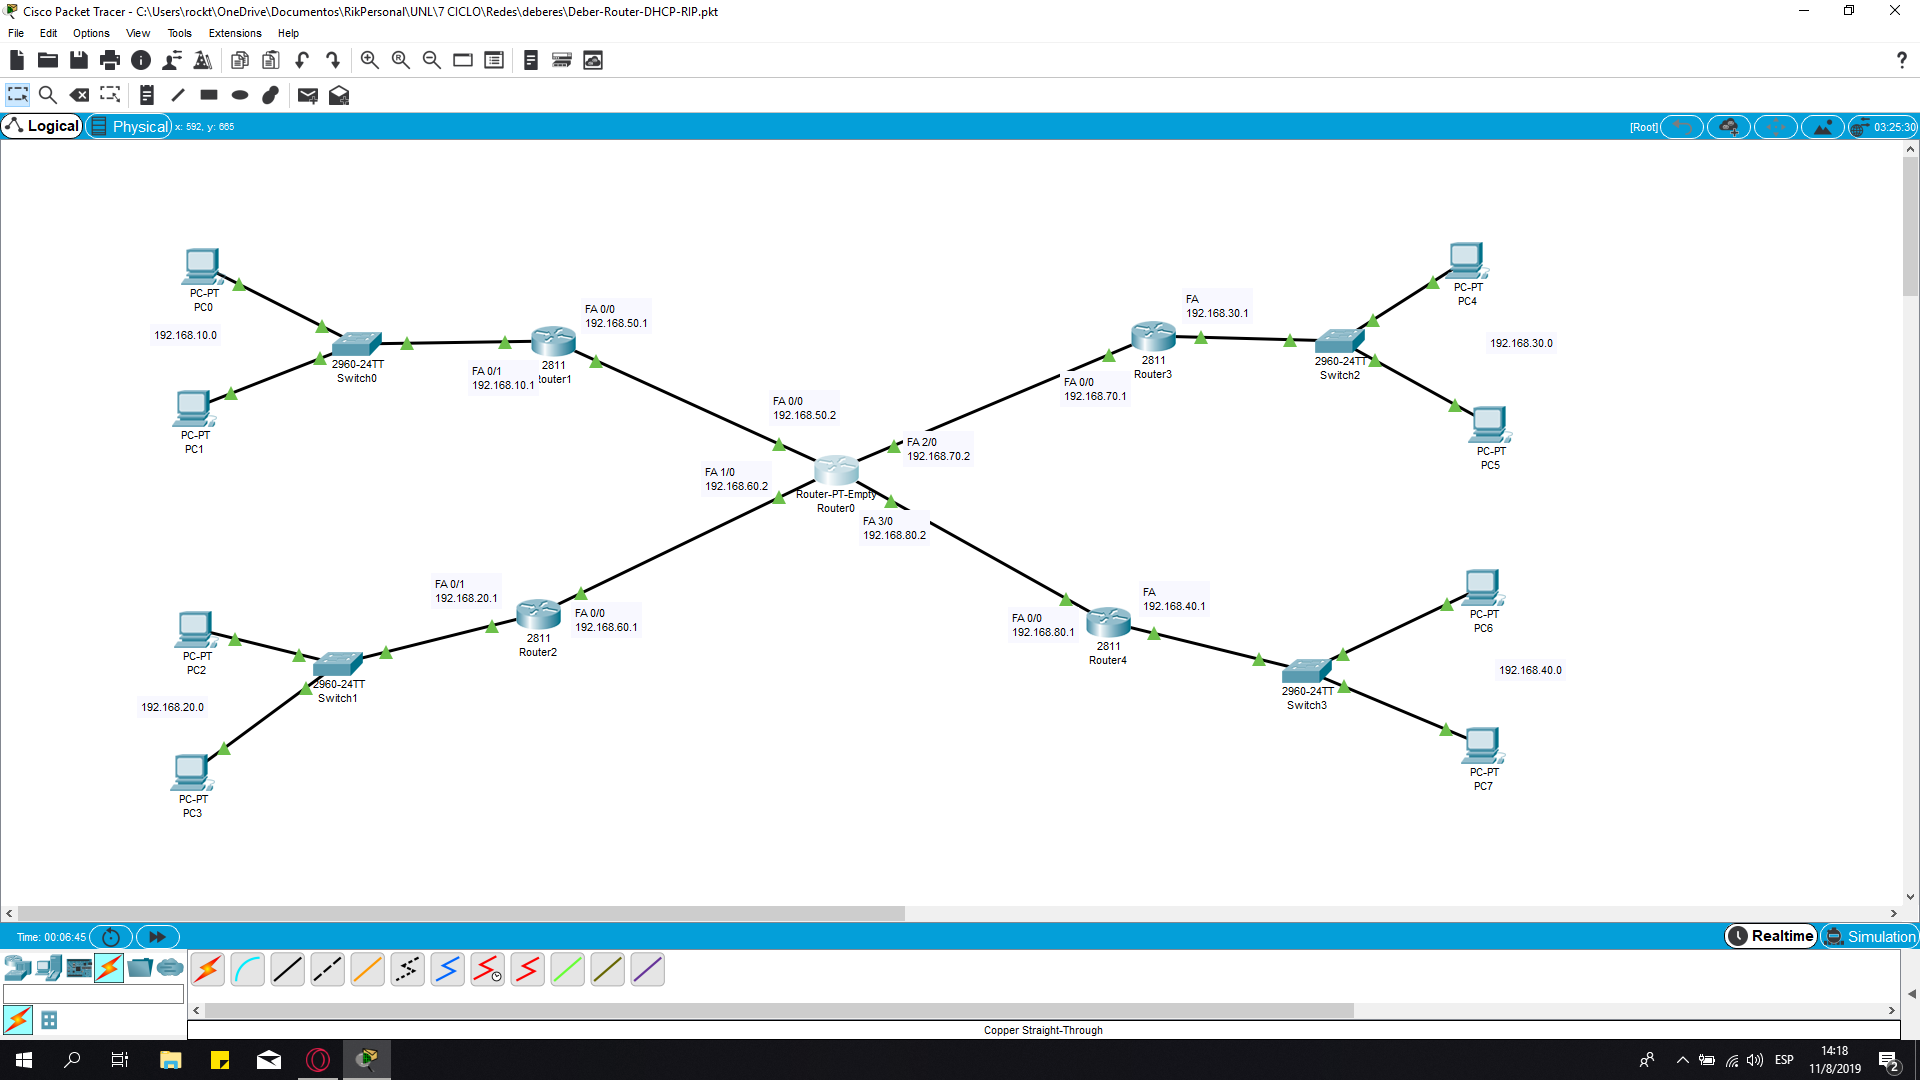 Cisco Packet Tracer - C:\Users\rockt\OneDrive\Documentos\RikPersonal\UNL\7 CICLO\Redes\deberes\Deber-Router-DHCP-RIP.pkt
File Edit Options View Tools Extensions Help
Logical Physical x: 592, y: 665 [Root] 03:25:30
PC-PT
PC0
192.168.10.0
PC-PT
PC1
2960-24TT
Switch0
FA 0/1
192.168.10.1
2811
outer1
FA 0/0
192.168.50.1
FA 0/0
192.168.50.2
FA 1/0
192.168.60.2
Router-PT-Empty
Router0
FA 2/0
192.168.70.2
FA 3/0
192.168.80.2
FA 0/0
192.168.70.1
2811
Router3
FA
192.168.30.1
2960-24TT
Switch2
PC-PT
PC4
192.168.30.0
PC-PT
PC5
PC-PT
PC2
192.168.20.0
PC-PT
PC3
2960-24TT
Switch1
FA 0/1
192.168.20.1
2811
Router2
FA 0/0
192.168.60.1
FA 0/0
192.168.80.1
2811
Router4
FA
192.168.40.1
2960-24TT
Switch3
PC-PT
PC6
192.168.40.0
PC-PT
PC7
Time: 00:06:45 Realtime Simulation
Copper Straight-Through
ESP
14:18
11/8/2019
2